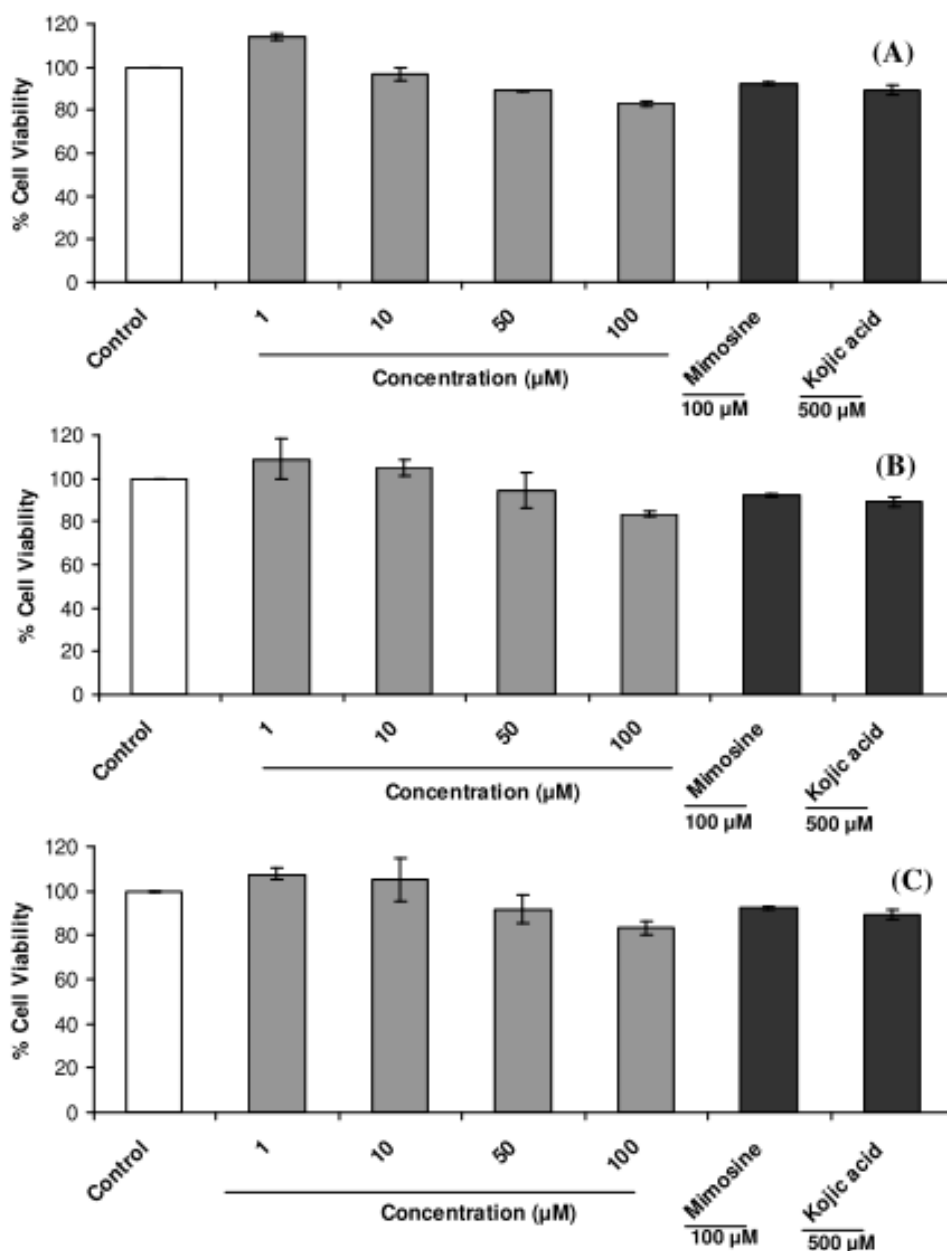 (A)
% Cell Viability
120
100
80
60
40
20
0
Control
1
10
50
100
Mimosine
Kojic acid
Concentration (µM)
100 µM
500 µM
(B)
% Cell Viability
120
100
80
60
40
20
0
Control
1
10
50
100
Mimosine
Kojic acid
Concentration (µM)
100 µM
500 µM
(C)
% Cell Viability
120
100
80
60
40
20
0
Control
1
10
50
100
Mimosine
Kojic acid
Concentration (µM)
100 µM
500 µM